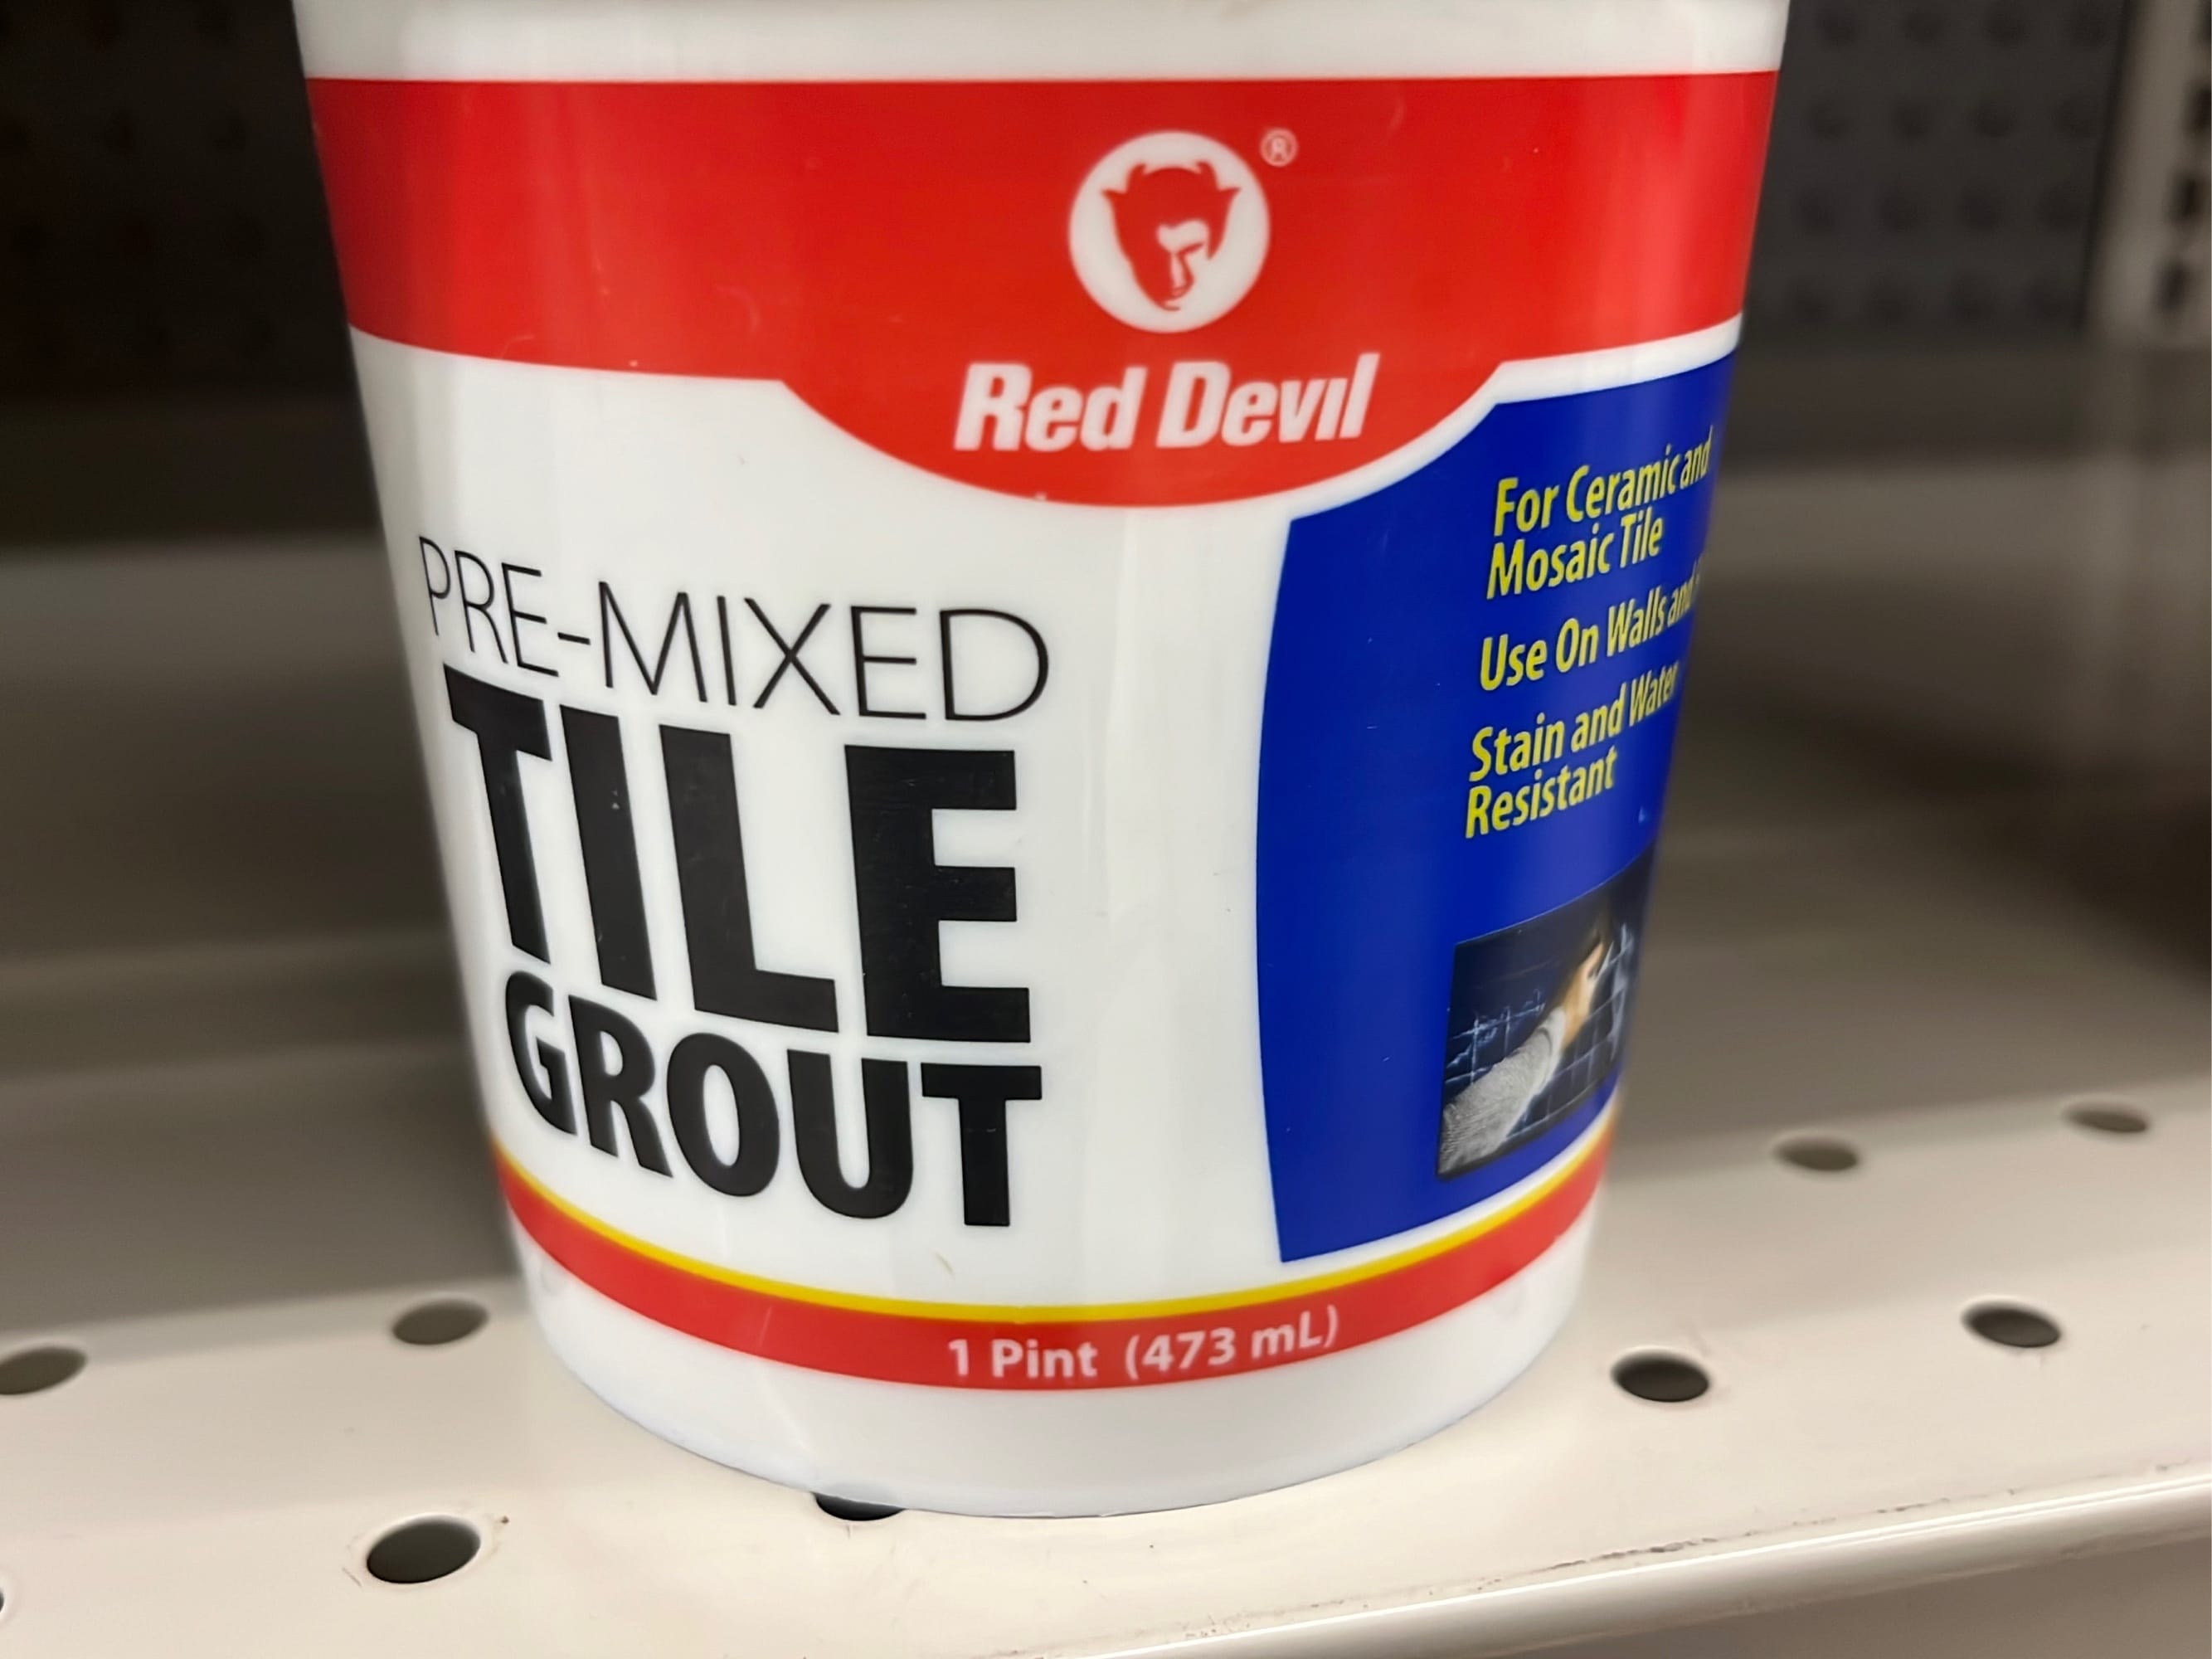 ®
Red Devil
PRE-MIXED
TILE
GROUT
For Ceramic and
Mosaic Tile
Use On Walls and
Stain and Water
Resistant
1 Pint (473 mL)